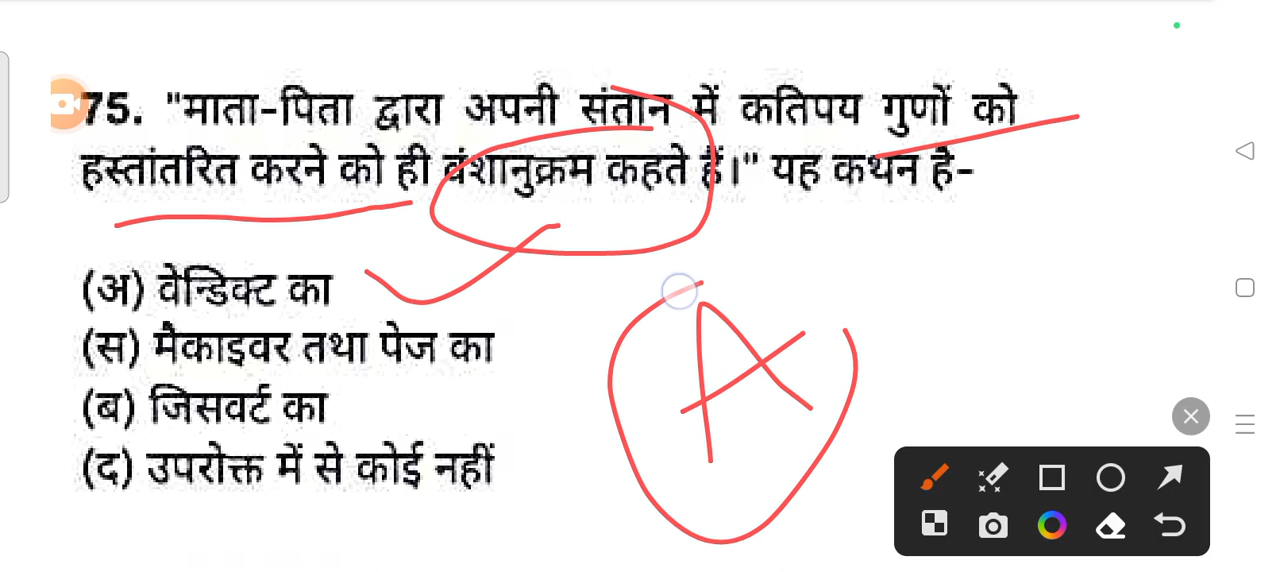 75. "माता-पिता द्वारा अपनी संतान में कतिपय गुणों को
हस्तांतरित करने को ही वंशानुक्रम कहते हैं।" यह कथन है-
(अ) वेन्डिक्ट का
(स) मैकाइवर तथा पेज का
(ब) जिसवर्ट का
(द) उपरोक्त में से कोई नहीं
A